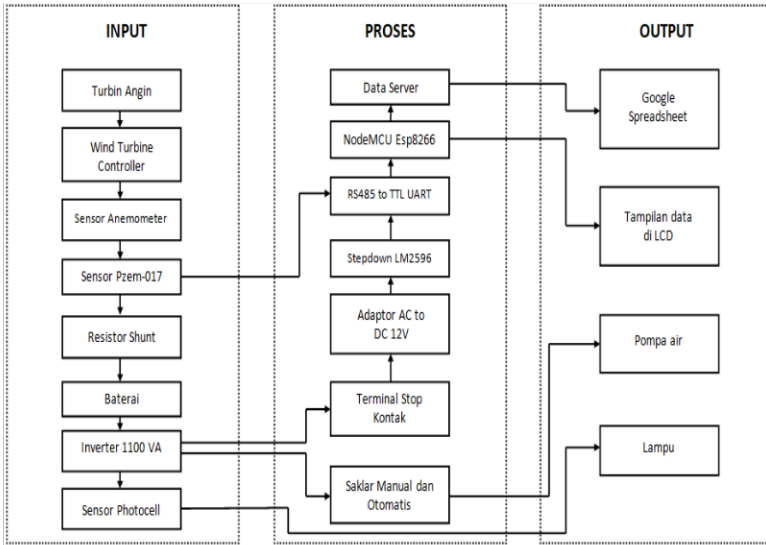 INPUT
Turbin Angin
Wind Turbine
Controller
Sensor Anemometer
Sensor Pzem-017
Resistor Shunt
Baterai
Inverter 1100 VA
Sensor Photocell
PROSES
Data Server
NodeMCU Esp8266
RS485 to TTL UART
Stepdown LM2596
Adaptor AC to
DC 12V
Terminal Stop
Kontak
Saklar Manual dan
Otomatis
OUTPUT
Google
Spreadsheet
Tampilan data
di LCD
Pompa air
Lampu